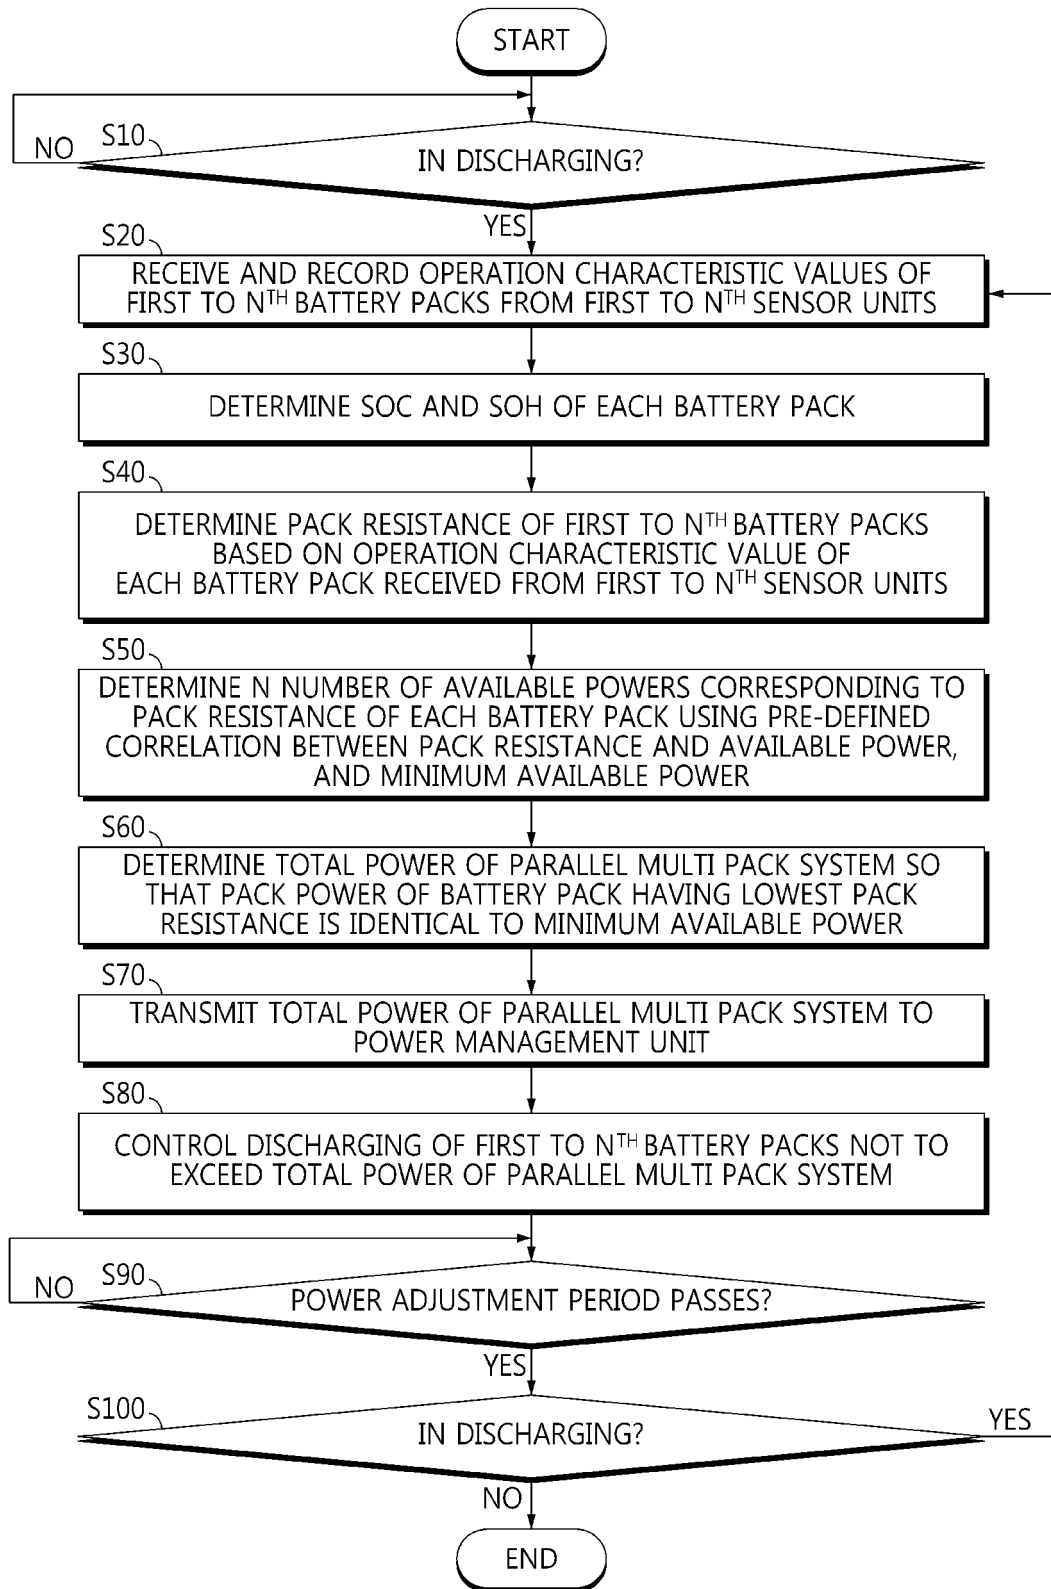 START
S10
NO
IN DISCHARGING?
YES
S20
RECEIVE AND RECORD OPERATION CHARACTERISTIC VALUES OF
FIRST TO NTH BATTERY PACKS FROM FIRST TO NTH SENSOR UNITS
S30
DETERMINE SOC AND SOH OF EACH BATTERY PACK
S40
DETERMINE PACK RESISTANCE OF FIRST TO NTH BATTERY PACKS
BASED ON OPERATION CHARACTERISTIC VALUE OF
EACH BATTERY PACK RECEIVED FROM FIRST TO NTH SENSOR UNITS
S50
DETERMINE N NUMBER OF AVAILABLE POWERS CORRESPONDING TO
PACK RESISTANCE OF EACH BATTERY PACK USING PRE-DEFINED
CORRELATION BETWEEN PACK RESISTANCE AND AVAILABLE POWER,
AND MINIMUM AVAILABLE POWER
S60
DETERMINE TOTAL POWER OF PARALLEL MULTI PACK SYSTEM SO
THAT PACK POWER OF BATTERY PACK HAVING LOWEST PACK
RESISTANCE IS IDENTICAL TO MINIMUM AVAILABLE POWER
S70
TRANSMIT TOTAL POWER OF PARALLEL MULTI PACK SYSTEM TO
POWER MANAGEMENT UNIT
S80
CONTROL DISCHARGING OF FIRST TO NTH BATTERY PACKS NOT TO
EXCEED TOTAL POWER OF PARALLEL MULTI PACK SYSTEM
S90
NO
POWER ADJUSTMENT PERIOD PASSES?
YES
S100
IN DISCHARGING?
YES
NO
END